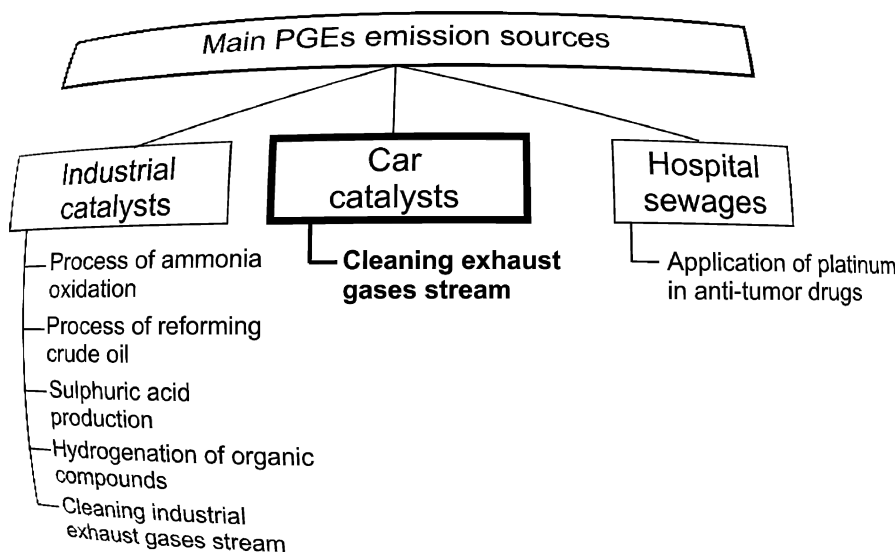 Main PGEs emission sources
Industrial
catalysts
Process of ammonia
oxidation
Process of reforming
crude oil
Sulphuric acid
production
Hydrogenation of organic
compounds
Cleaning industrial
exhaust gases stream
Car
catalysts
Cleaning exhaust
gases stream
Hospital
sewages
Application of platinum
in anti-tumor drugs